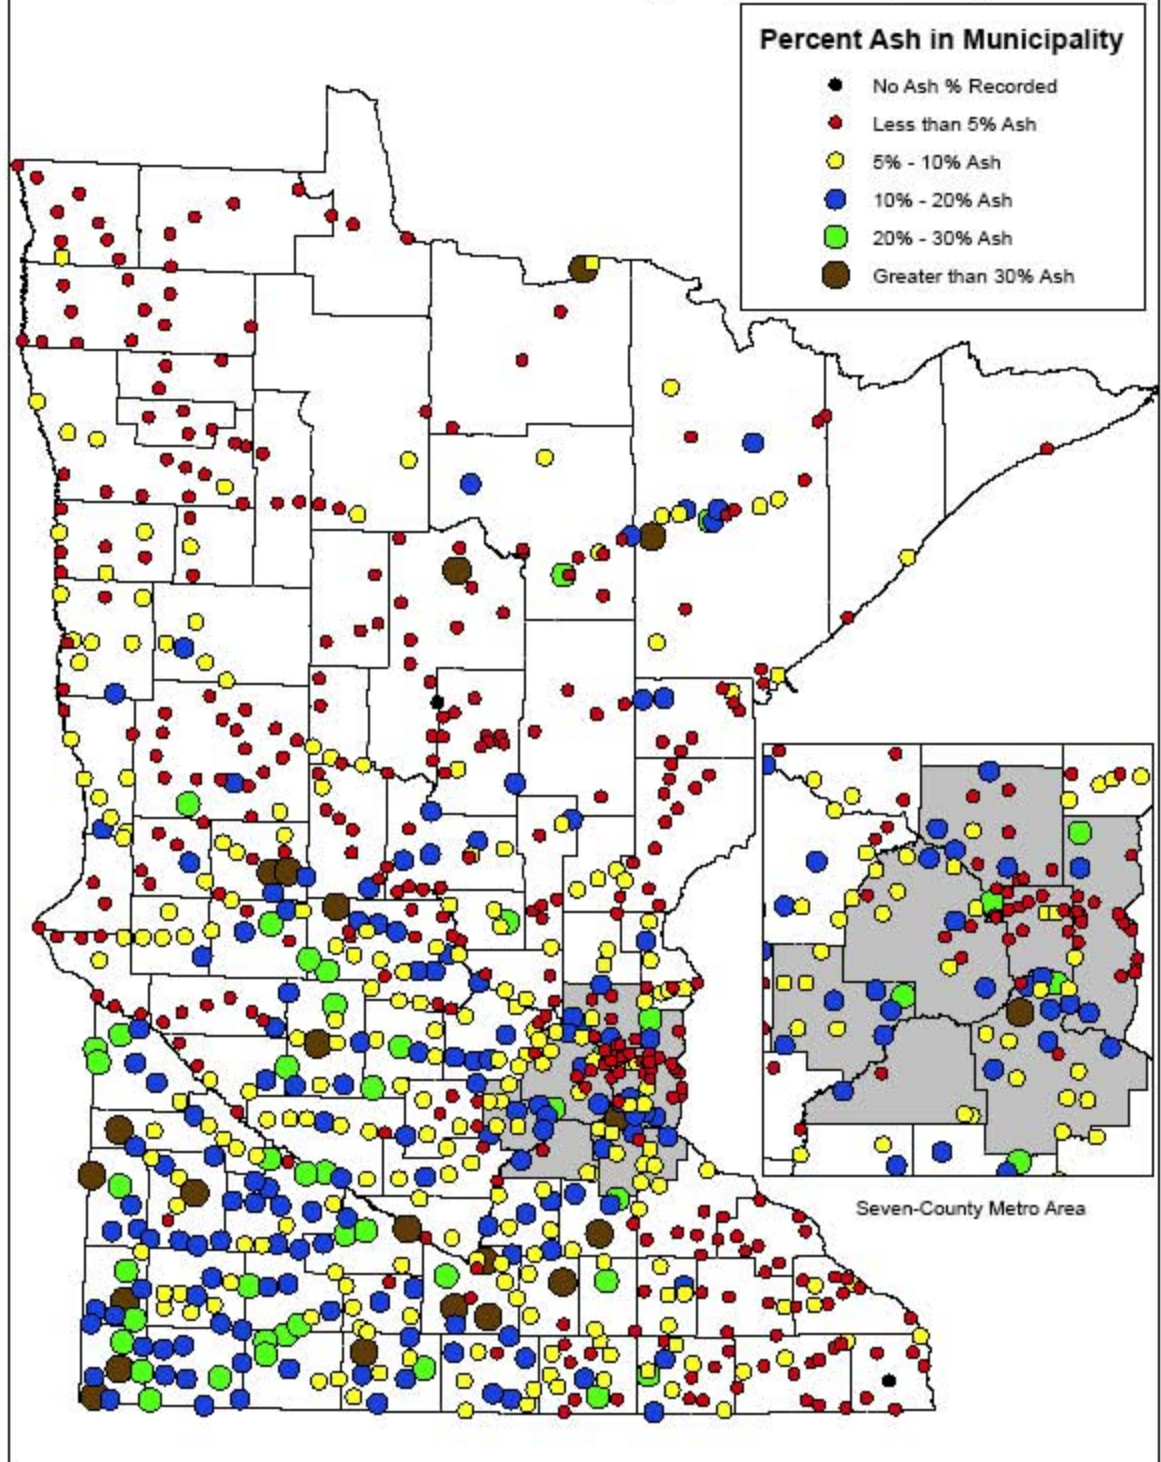 Percent Ash in Municipality
No Ash % Recorded
Less than 5% Ash
5% - 10% Ash
10% - 20% Ash
20% - 30% Ash
Greater than 30% Ash
Seven-County Metro Area